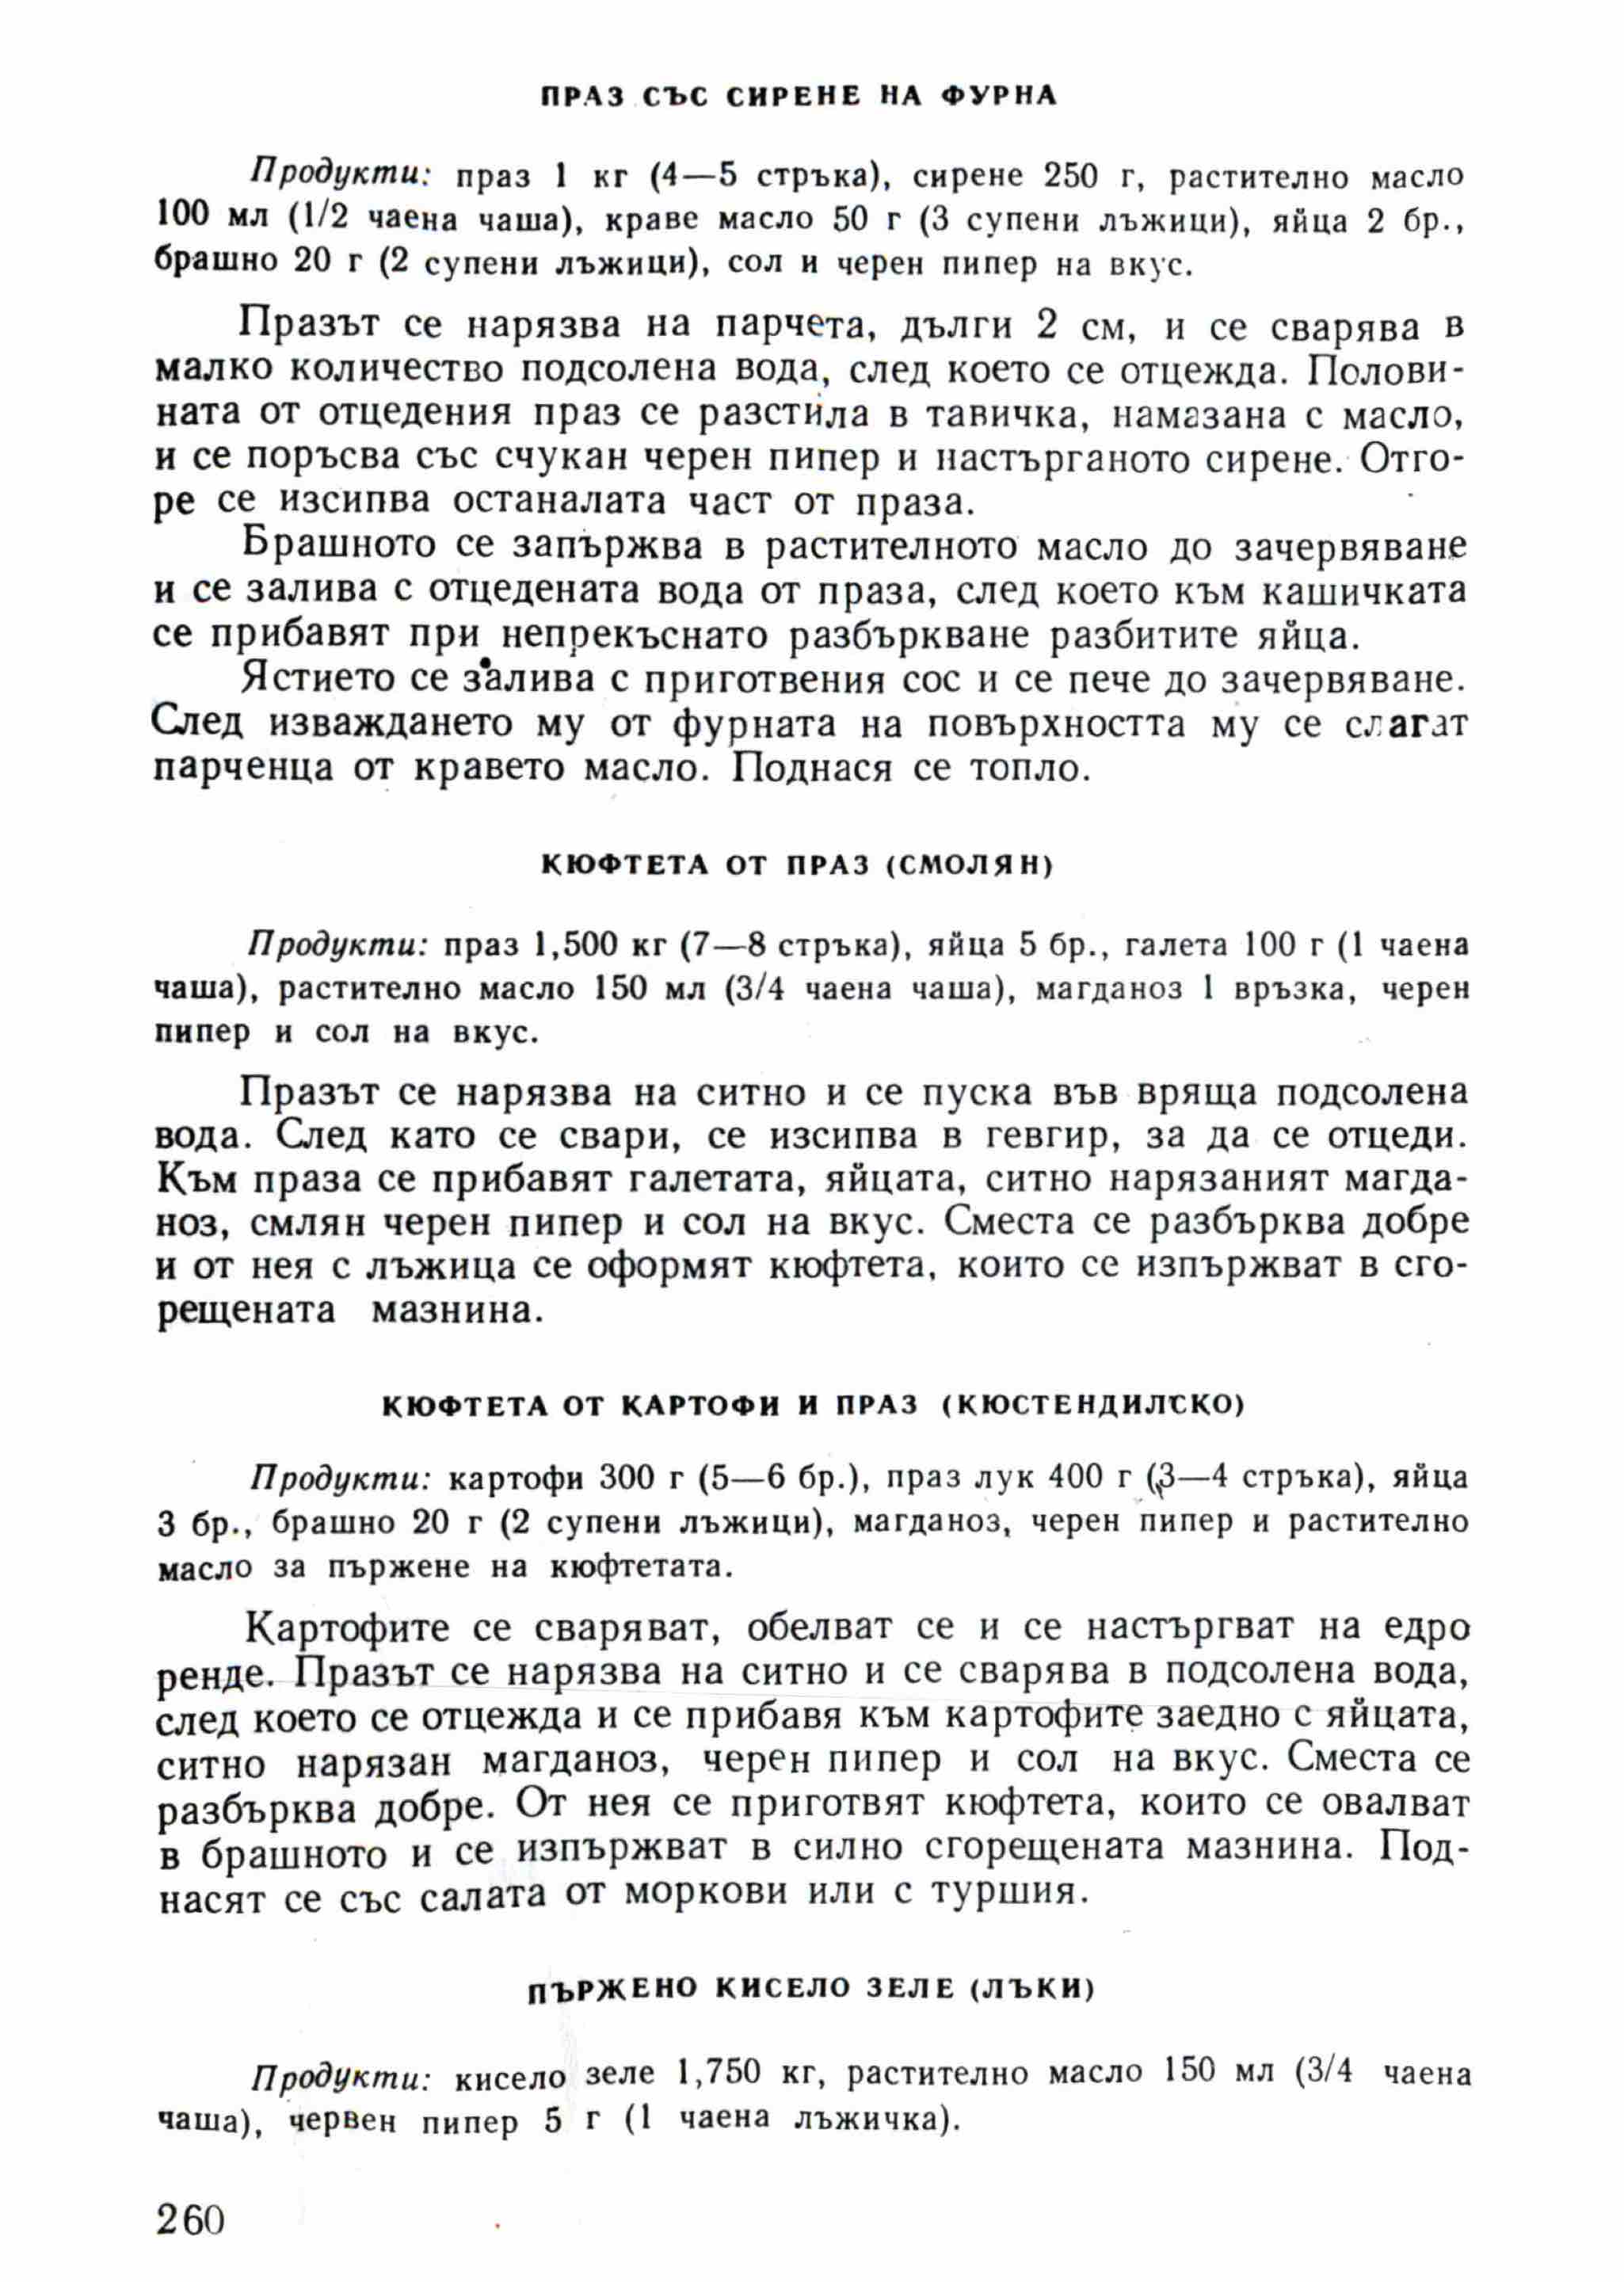 ПРАЗ СЪС СИРЕНЕ НА ФУРНА
Продукти: праз 1 кг (4—5 стръка), сирене 250 г, растително масло
100 мл (1/2 чаена чаша), краве масло 50 г (3 супени лъжици), яйца 2 бр.,
брашно 20 г (2 супени лъжици), сол и черен пипер на вкус.
Празът се нарязва на парчета, дълги 2 см, и се сварява в
малко количество подсолена вода, след което се отцежда. Полови-
ната от отцедения праз се разстила в тавичка, намазана с масло,
и се поръсва със счукан черен пипер и настърганото сирене. Отго-
ре се изсипва останалата част от праза.
Брашното се запържва в растителното масло до зачервяване
и се залива с отцедената вода от праза, след което към кашичката
се прибавят при непрекъснато разбъркване разбитите яйца.
Ястието се залива с приготвения сос и се пече до зачервяване.
След изваждането му от фурната на повърхността му се слагат
парченца от кравето масло. Поднася се топло.
КЮФТЕТА ОТ ПРАЗ (СМОЛЯН)
Продукти: праз 1,500 кг (7—8 стръка), яйца 5 бр., галета 100 г (1 чаена
чаша), растително масло 150 мл (3/4 чаена чаша), магданоз 1 връзка, черен
пипер и сол на вкус.
Празът се нарязва на ситно и се пуска във вряща подсолена
вода. След като се свари, се изсипва в гевгир, за да се отцеди.
Към праза се прибавят галетата, яйцата, ситно нарязаният магда-
ноз, смлян черен пипер и сол на вкус. Сместа се разбърква добре
и от нея с лъжица се оформят кюфтета, които се изпържват в сго-
рещената мазнина.
КЮФТЕТА ОТ КАРТОФИ И ПРАЗ (КЮСТЕНДИЛСКО)
Продукти: картофи 300 г (5—6 бр.), праз лук 400 г (3—4 стръка), яйца
3 бр., брашно 20 г (2 супени лъжици), магданоз, черен пипер и растително
масло за пържене на кюфтетата.
Картофите се сваряват, обелват се и се настъргват на едро
ренде. Празът се нарязва на ситно и се сварява в подсолена вода,
след което се отцежда и се прибавя към картофите заедно с яйцата,
ситно нарязан магданоз, черен пипер и сол на вкус. Сместа се
разбърква добре. От нея се приготвят кюфтета, които се овалват
в брашното и се изпържват в силно сгорещената мазнина. Под-
насят се със салата от моркови или с туршия.
ПЪРЖЕНО КИСЕЛО ЗЕЛЕ (ЛЪКИ)
Продукти: кисело зеле 1,750 кг, растително масло 150 мл (3/4 чаена
чаша), червен пипер 5 г (1 чаена лъжичка).
260